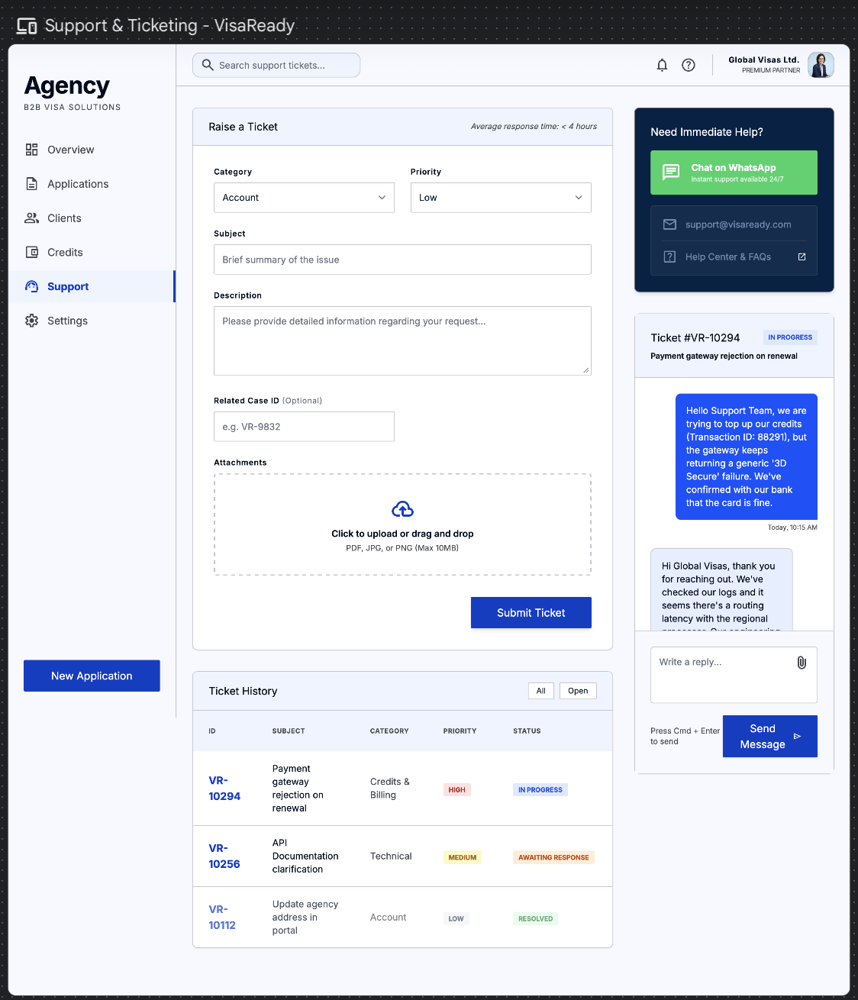 Support & Ticketing - VisaReady
Agency
B2B VISA SOLUTIONS
Overview
Applications
Clients
Credits
Support
Settings
New Application
Search support tickets...
Global Visas Ltd.
PREMIUM PARTNER
Raise a Ticket
Average response time: < 4 hours
Category
Priority
Account
Low
Subject
Brief summary of the issue
Description
Please provide detailed information regarding your request...
Related Case ID (Optional)
e.g. VR-9832
Attachments
Click to upload or drag and drop
PDF, JPG, or PNG (Max 10MB)
Submit Ticket
Ticket History
All
Open
ID
SUBJECT
CATEGORY
PRIORITY
STATUS
VR-
10294
Payment
gateway
rejection on
renewal
Credits &
Billing
HIGH
IN PROGRESS
VR-
10256
API
Documentation
clarification
Technical
MEDIUM
AWAITING RESPONSE
VR-
10112
Update agency
address in
portal
Account
LOW
RESOLVED
Need Immediate Help?
Chat on WhatsApp
Instant support available 24/7
support@visaready.com
Help Center & FAQs
Ticket #VR-10294
IN PROGRESS
Payment gateway rejection on renewal
Hello Support Team, we are
trying to top up our credits
(Transaction ID: 88291), but
the gateway keeps
returning a generic '3D
Secure' failure. We've
confirmed with our bank
that the card is fine.
Today, 10:15 AM
Hi Global Visas, thank you
for reaching out. We've
checked our logs and it
seems there's a routing
latency with the regional
processor. Our engineering
Write a reply...
Press Cmd + Enter
to send
Send
Message